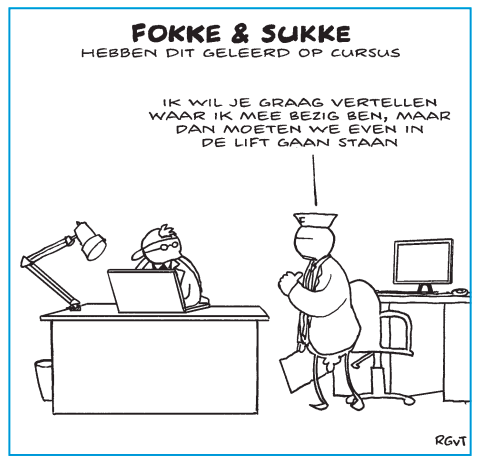 FOKKE & SUKKE
HEBBEN DIT GELEERD OP CURSUS
IK WIL JE GRAAG VERTELLEN
WAAR IK MEE BEZIG BEN, MAAR
DAN MOETEN WE EVEN IN
DE LIFT GAAN STAAN
F
RGvT